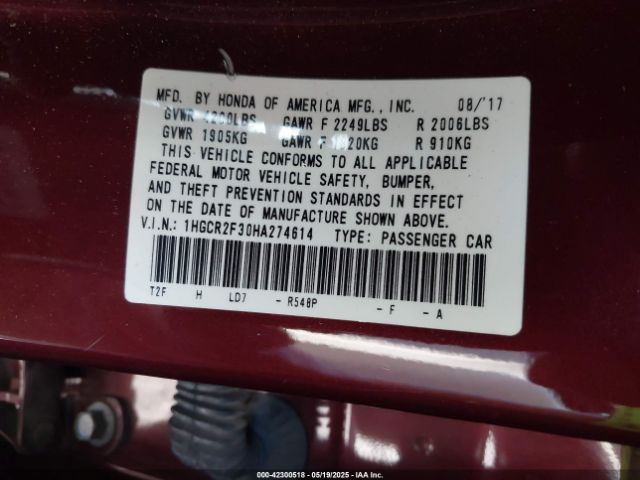 MFD. BY HONDA OF AMERICA MFG., INC. 08/'17
GVWR LBS GAWR F 2249LBS R 2006LBS
GVWR 1905KG GAWR F R 910KG
THIS VEHICLE CONFORMS TO ALL APPLICABLE
FEDERAL MOTOR VEHICLE SAFETY, BUMPER,
AND THEFT PREVENTION STANDARDS IN EFFECT
ON THE DATE OF MANUFACTURE SHOWN ABOVE.
V.I.N.: 1HGCR2F30HA274614 TYPE: PASSENGER CAR
T2F H LD7 - R548P - F - A
000-42300518 - 05/19/2025 - IAA Inc.